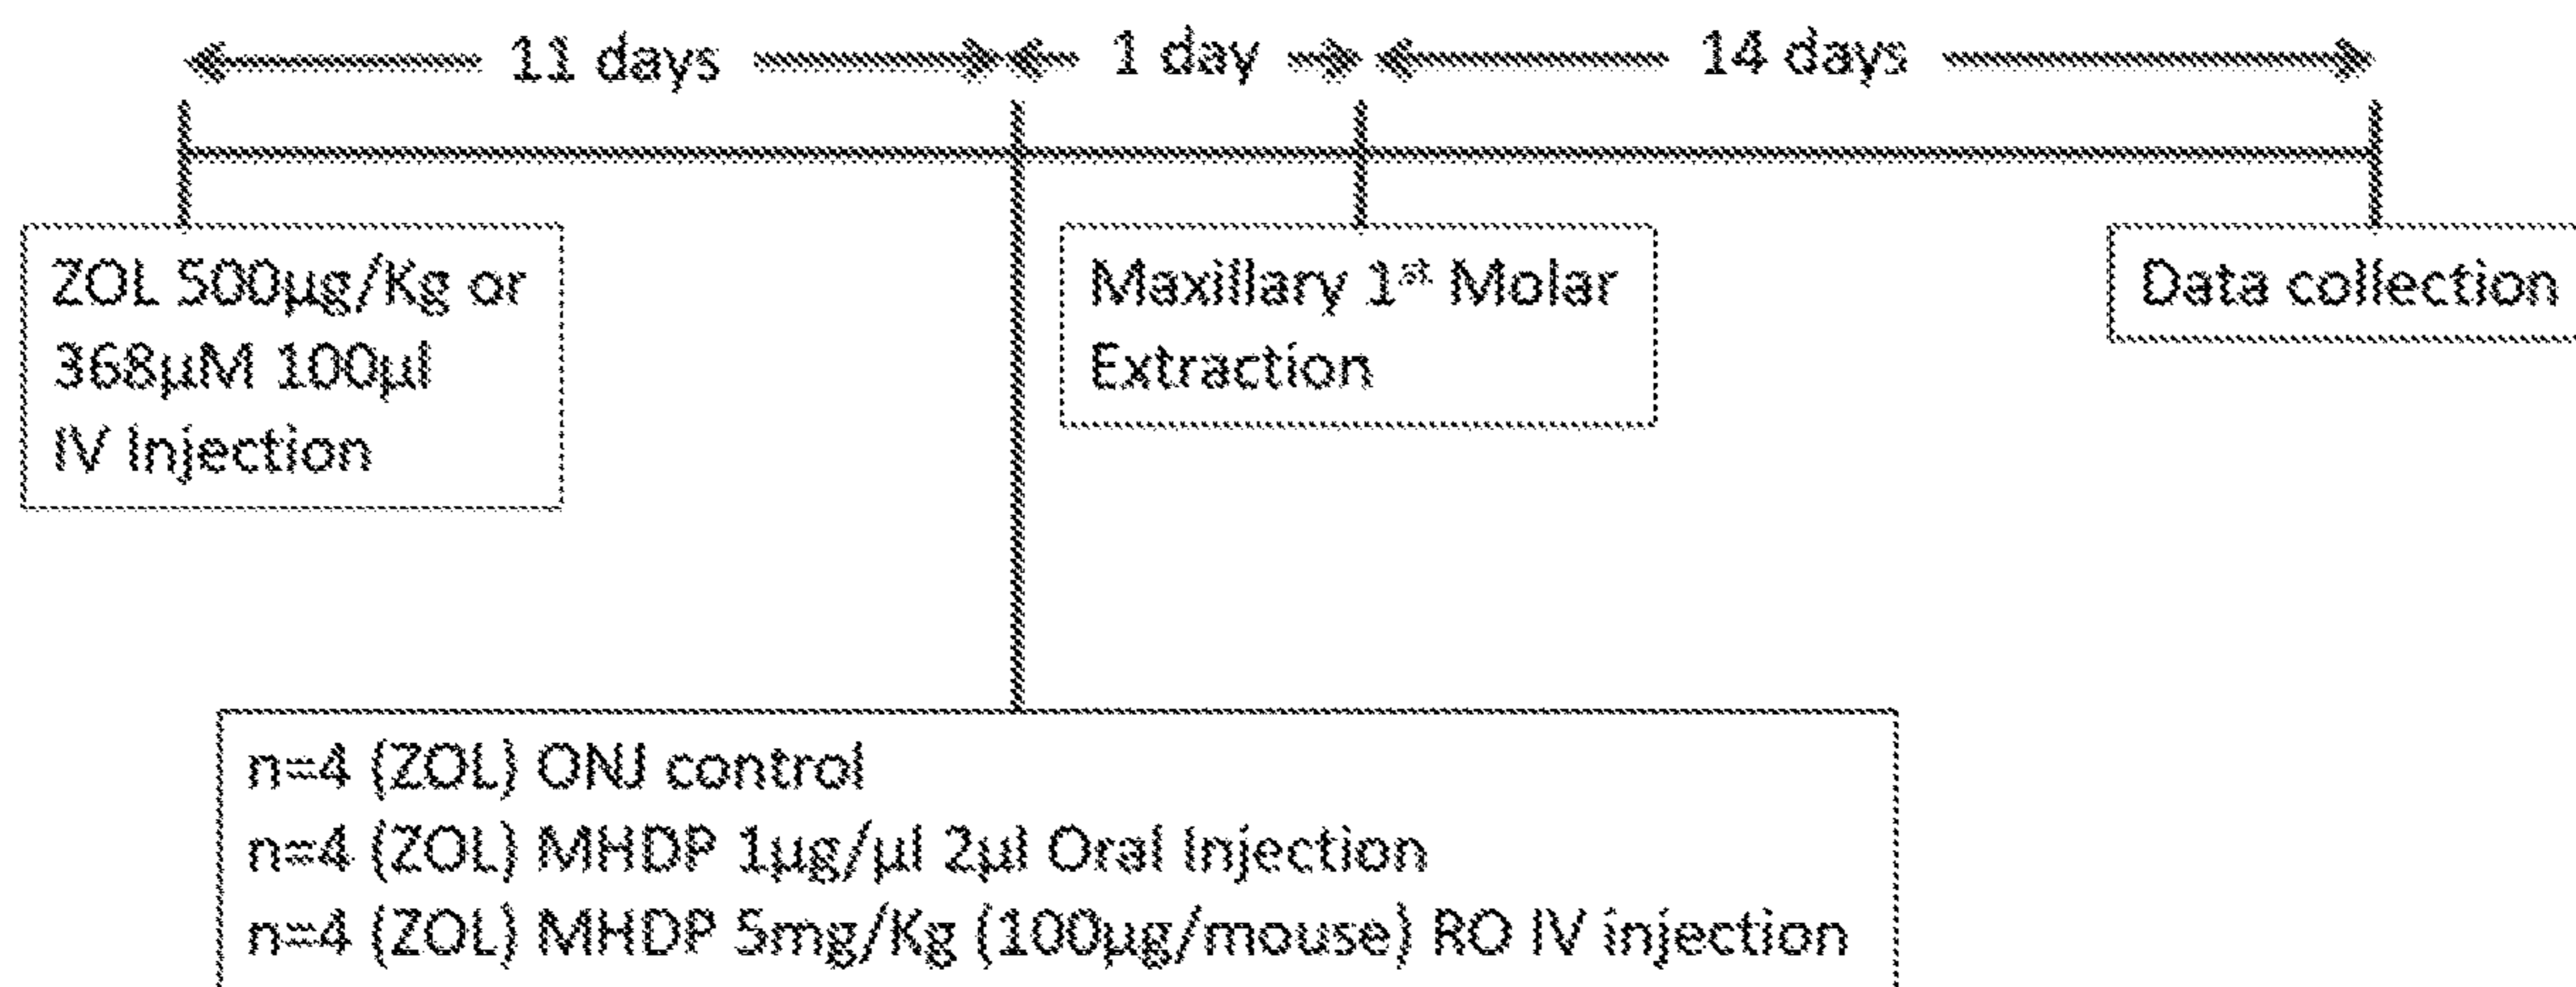 11 days 1 day 14 days
ZOL 500µg/Kg or
368µM 100µl
IV Injection
Maxillary 1st Molar
Extraction
Data collection
n=4 (ZOL) ONJ control
n=4 (ZOL) MHDP 1µg/µl 2µl Oral Injection
n=4 (ZOL) MHDP 5mg/Kg (100µg/mouse) RO IV injection